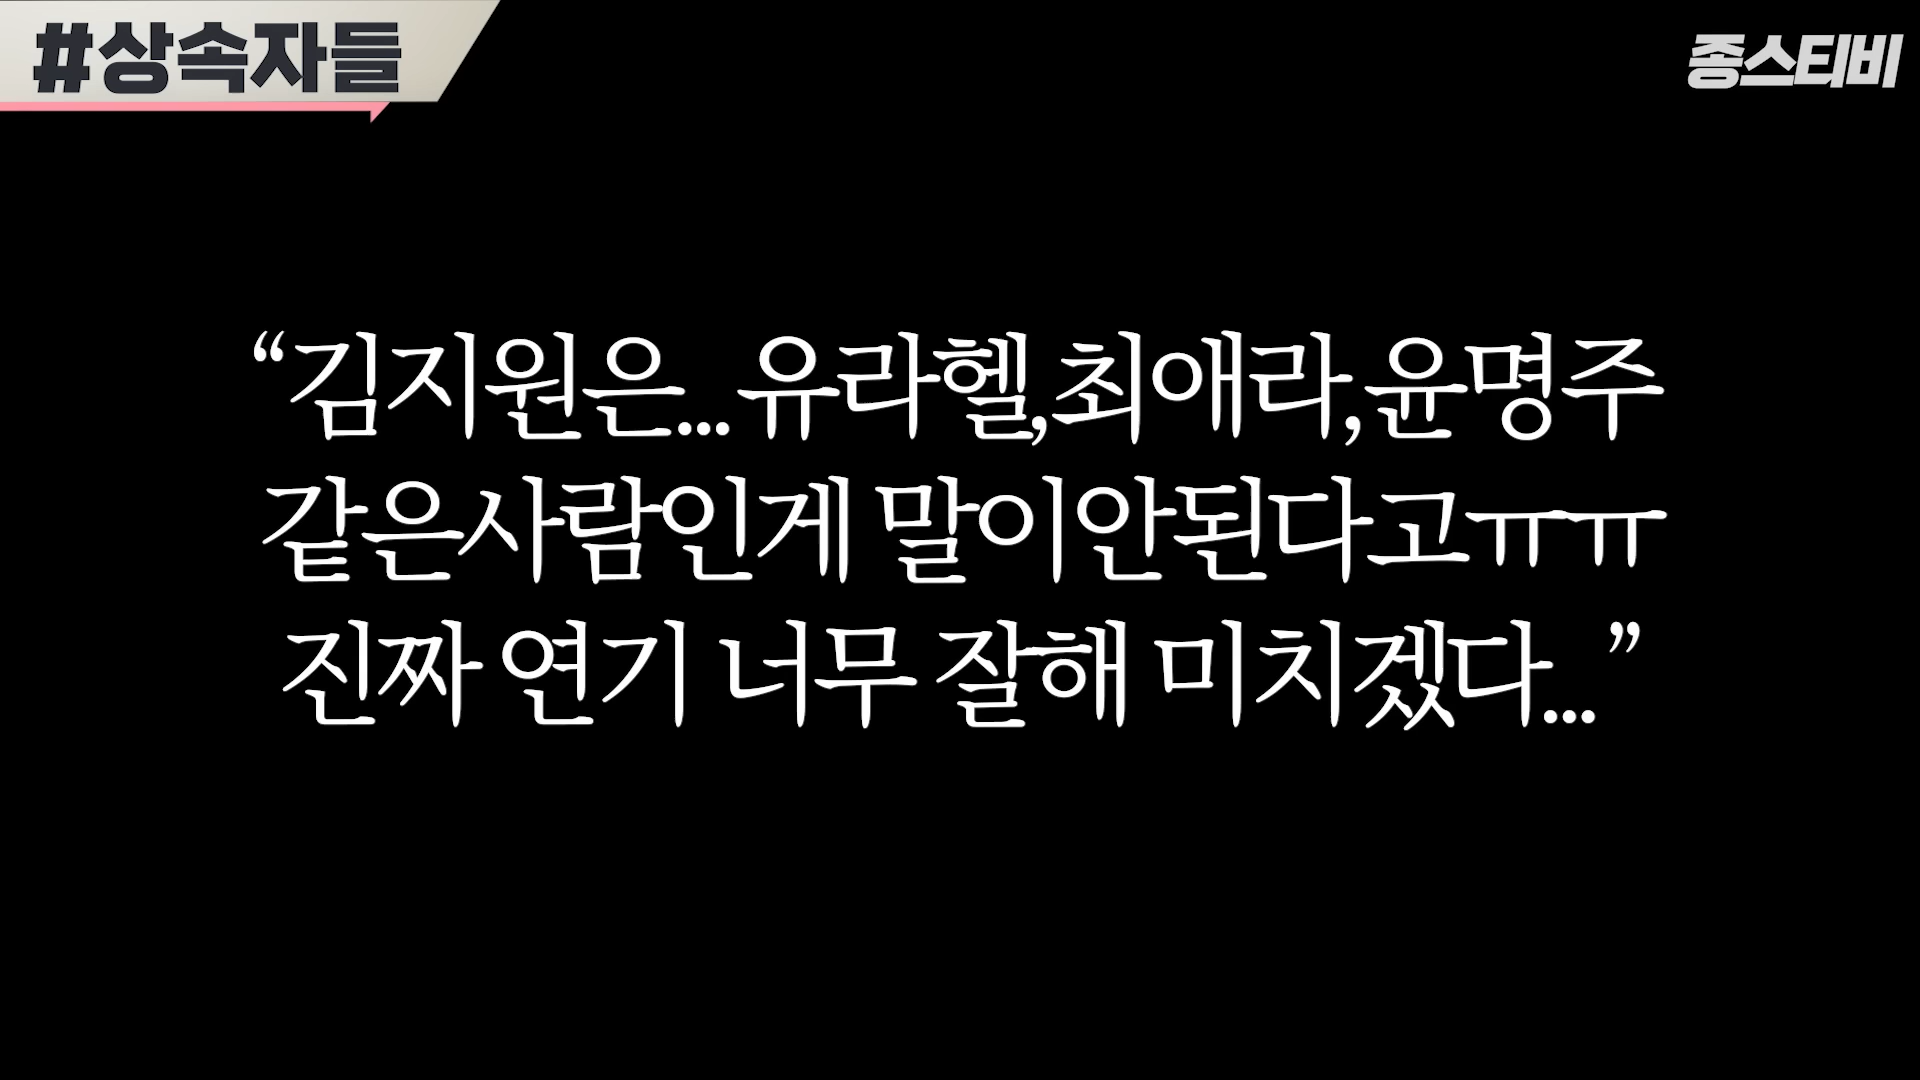 #상속자들
종스티비
“김지원은... 유라헬,최애라,윤명주
같은사람인게 말이안된다고ㅠㅠ
진짜 연기 너무 잘해 미치겠다...”